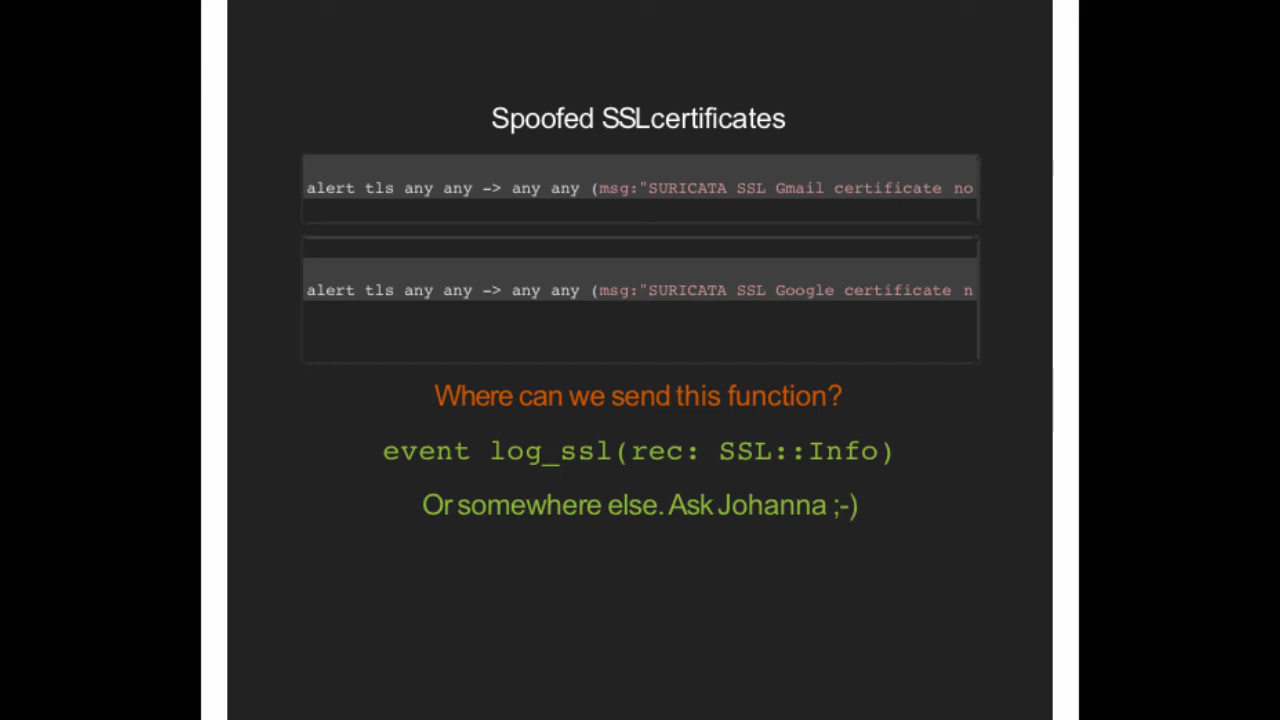 Spoofed SSL certificates
alert tls any any -> any any (msg:"SURICATA SSL Gmail certificate no
alert tls any any -> any any (msg:"SURICATA SSL Google certificate n
Where can we send this function?
event log_ssl(rec: SSL::Info)
Or somewhere else. Ask Johanna ;-)